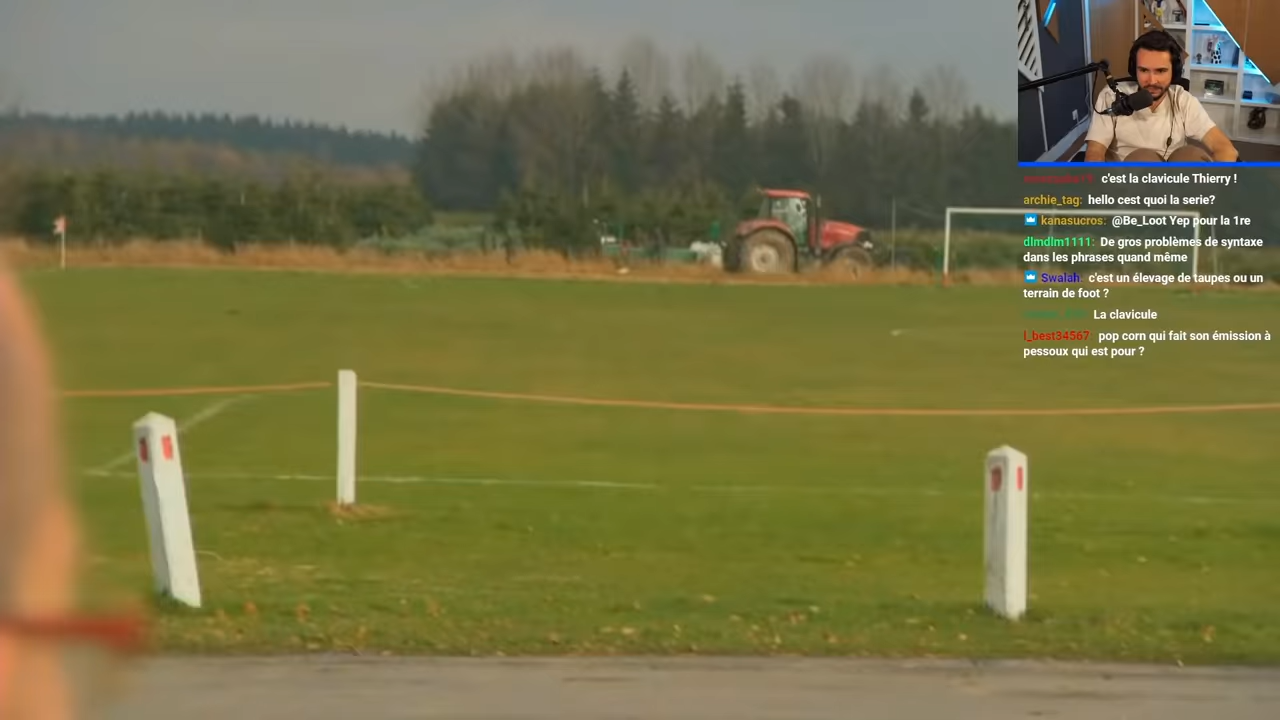 c'est la clavicule Thierry !
archie_tag: hello cest quoi la serie?
kanasucros: @Be_Loot Yep pour la 1re
dlmdlm1111: De gros problèmes de syntaxe
dans les phrases quand même
Swalah: c'est un élevage de taupes ou un
terrain de foot ?
La clavicule
l_best34567: pop corn qui fait son émission à
pessoux qui est pour ?